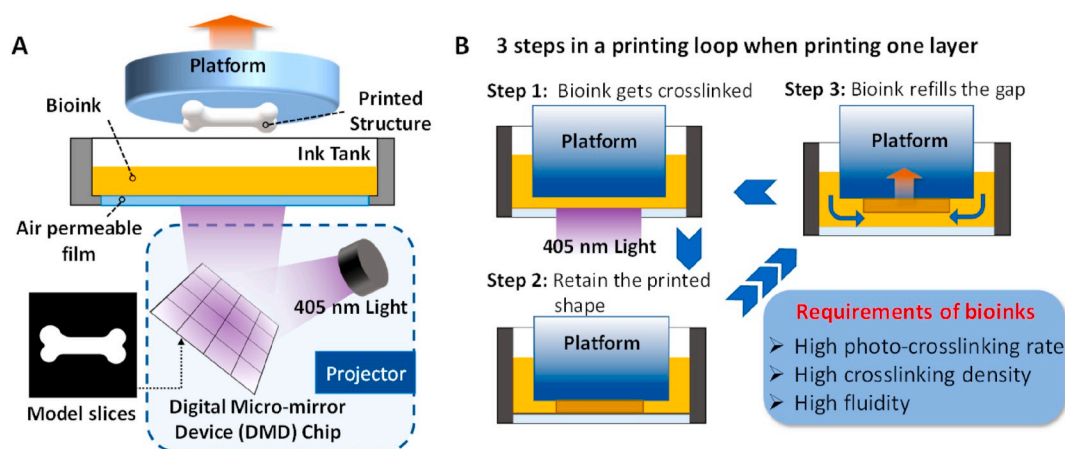 A
Platform
Bioink
Printed
Structure
Ink Tank
Air permeable
film
405 nm Light
Projector
Model slices
Digital Micro-mirror
Device (DMD) Chip
B 3 steps in a printing loop when printing one layer
Step 1: Bioink gets crosslinked
Platform
405 nm Light
Step 2: Retain the printed
shape
Platform
Step 3: Bioink refills the gap
Platform
Requirements of bioinks
➢ High photo-crosslinking rate
➢ High crosslinking density
➢ High fluidity